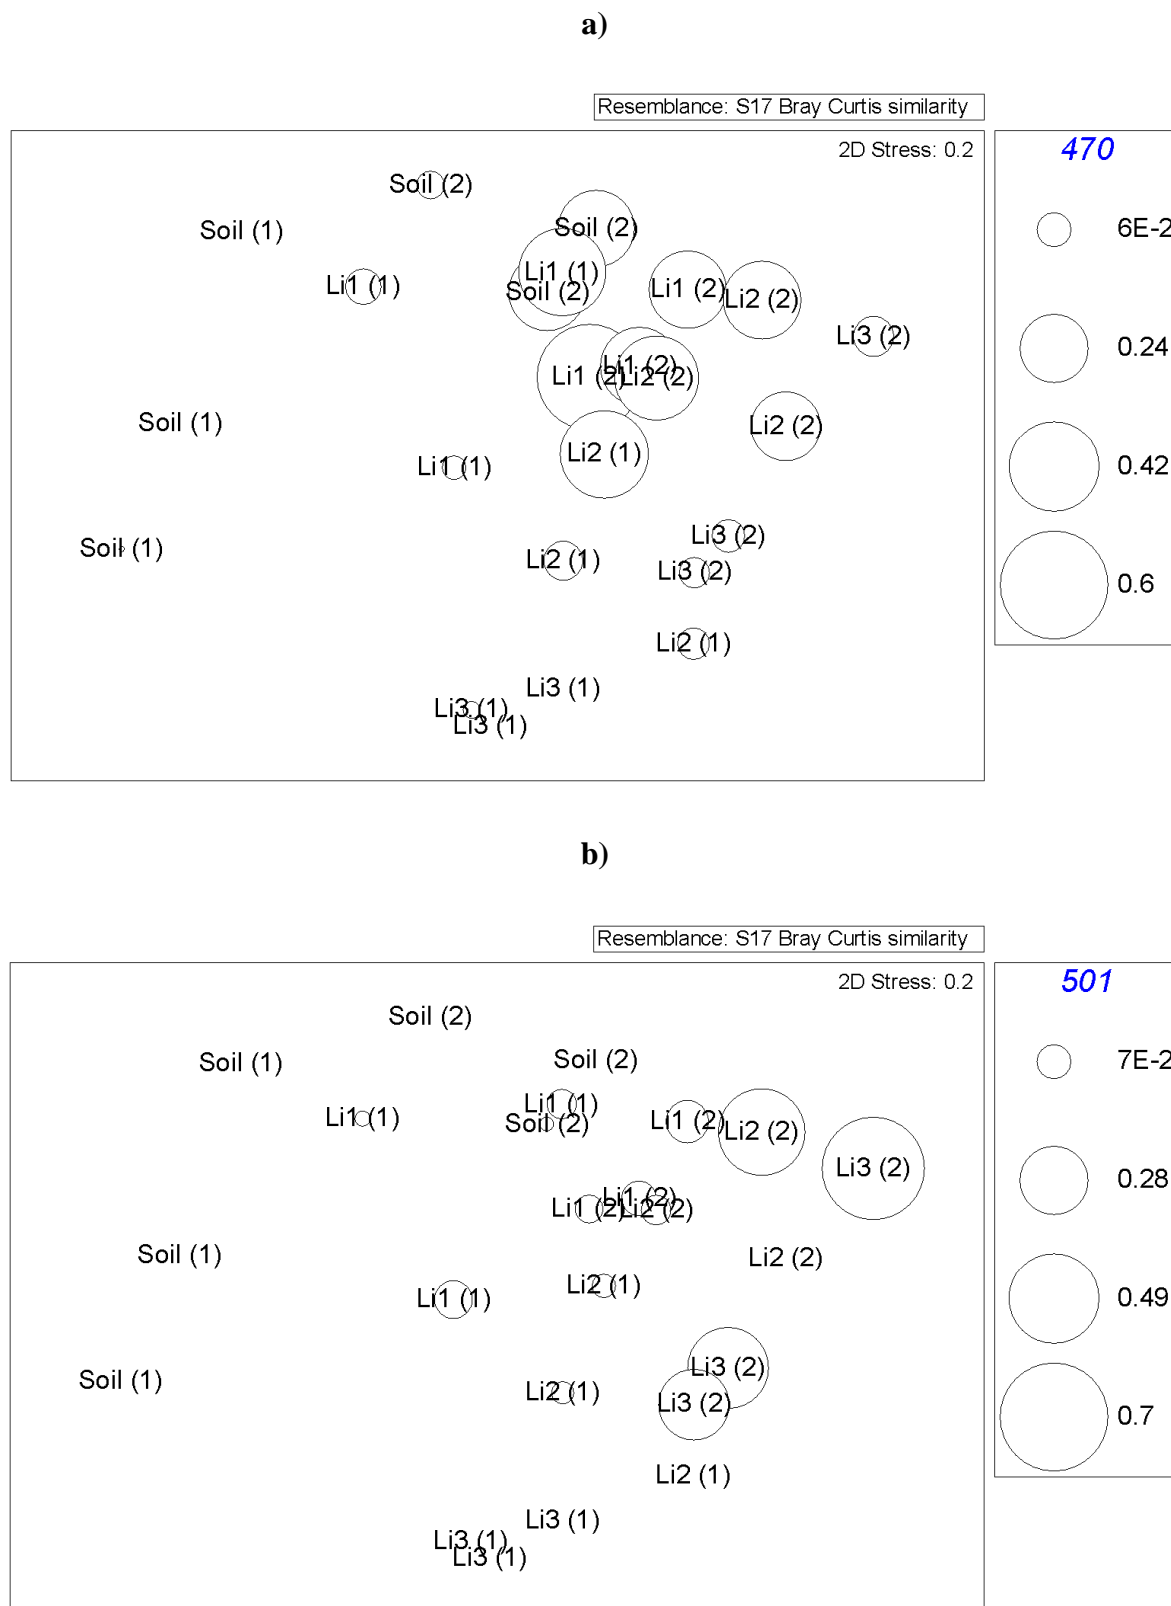 a)
Resemblance: S17 Bray Curtis similarity
2D Stress: 0.2
470
Soil (2)
Soil (1)
Soil (2)
6E-2
Li1 (1)
Li1 (1)
Soil (2)
Li1 (2)
Li2 (2)
Li3 (2)
0.24
Li1 (2)
Li1 (2)
Li2 (2)
Soil (1)
Li2 (2)
Li2 (1)
Li1 (1)
0.42
Li3 (2)
Soil (1)
Li2 (1)
Li3 (2)
0.6
Li2 (1)
Li3 (1)
Li3 (1)
Li3 (1)
b)
Resemblance: S17 Bray Curtis similarity
2D Stress: 0.2
501
Soil (2)
Soil (1)
Soil (2)
7E-2
Li1 (1)
Li1 (1)
Soil (2)
Li1 (2)
Li2 (2)
Li3 (2)
0.28
Li1 (2)
Li1 (2)
Li2 (2)
Soil (1)
Li2 (2)
Li2 (1)
Li1 (1)
0.49
Li3 (2)
Soil (1)
Li2 (1)
Li3 (2)
0.7
Li2 (1)
Li3 (1)
Li3 (1)
Li3 (1)